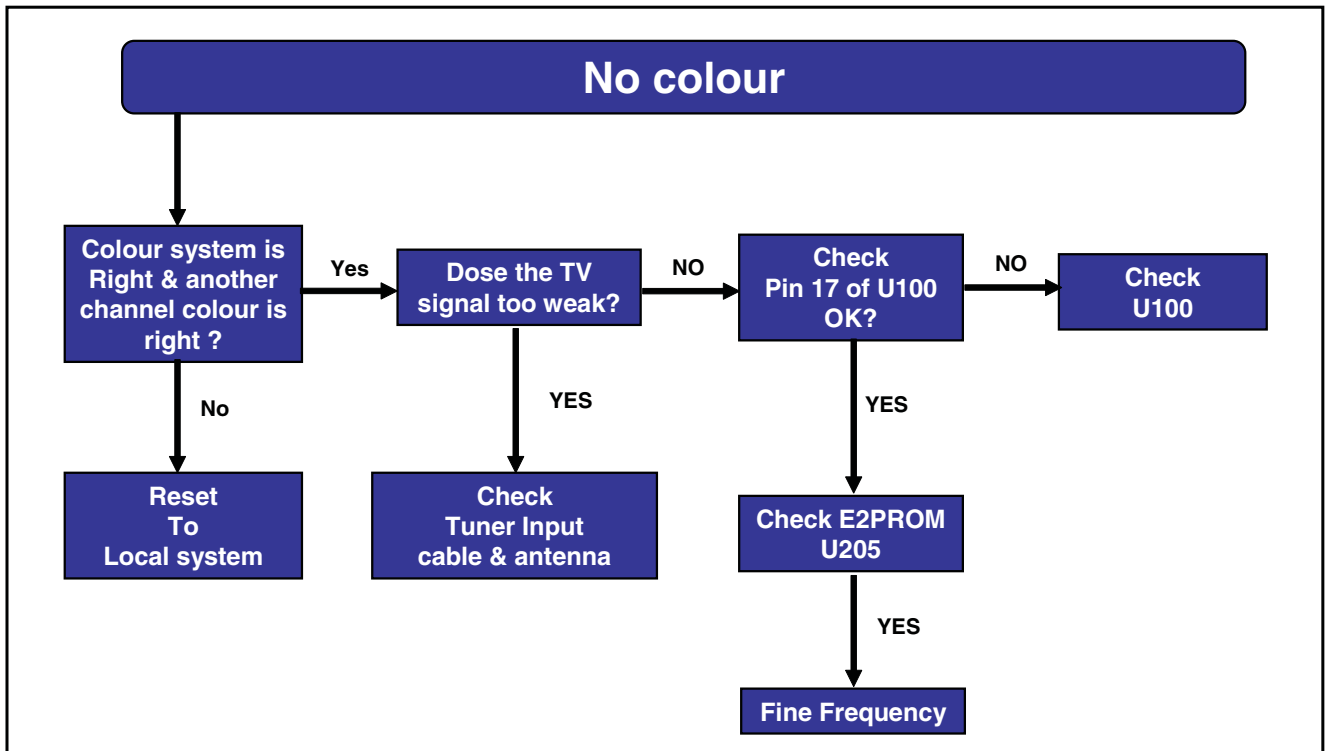 No colour
Colour system is
Right & another
channel colour is
right ?
Yes
Dose the TV
signal too weak?
NO
Check
Pin 17 of U100
OK?
NO
Check
U100
No
YES
YES
Reset
To
Local system
Check
Tuner Input
cable & antenna
Check E2PROM
U205
YES
Fine Frequency